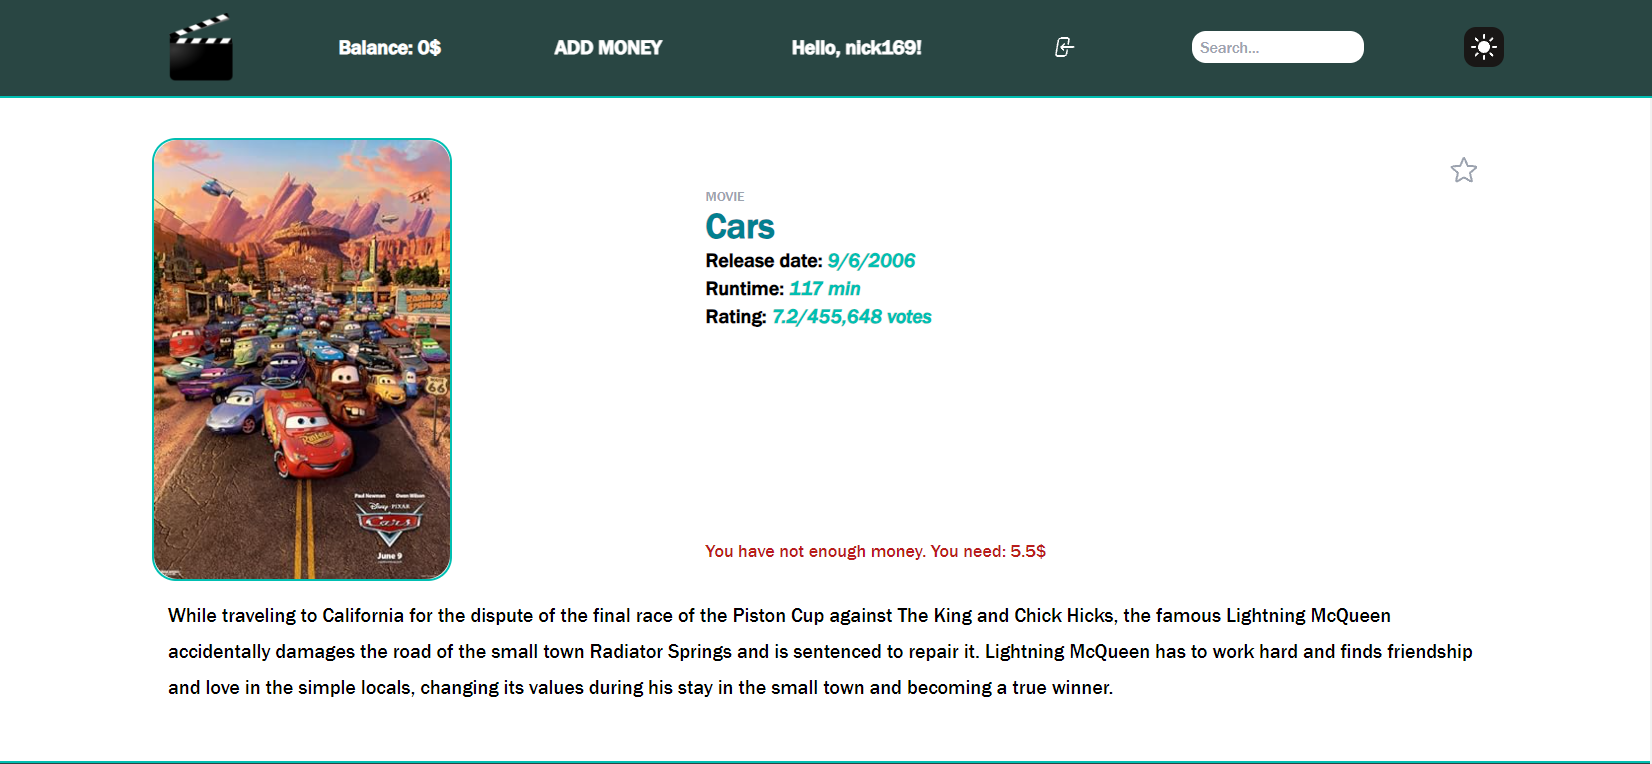 Balance: 0$
ADD MONEY
Hello, nick169!
Search...
MOVIE
Cars
Release date: 9/6/2006
Runtime: 117 min
Rating: 7.2/455,648 votes
RADIATOR
SPRINGS
66
Paul Newman Owen Wilson
Disney PIXAR
Cars
June 9
You have not enough money. You need: 5.5$
While traveling to California for the dispute of the final race of the Piston Cup against The King and Chick Hicks, the famous Lightning McQueen
accidentally damages the road of the small town Radiator Springs and is sentenced to repair it. Lightning McQueen has to work hard and finds friendship
and love in the simple locals, changing its values during his stay in the small town and becoming a true winner.